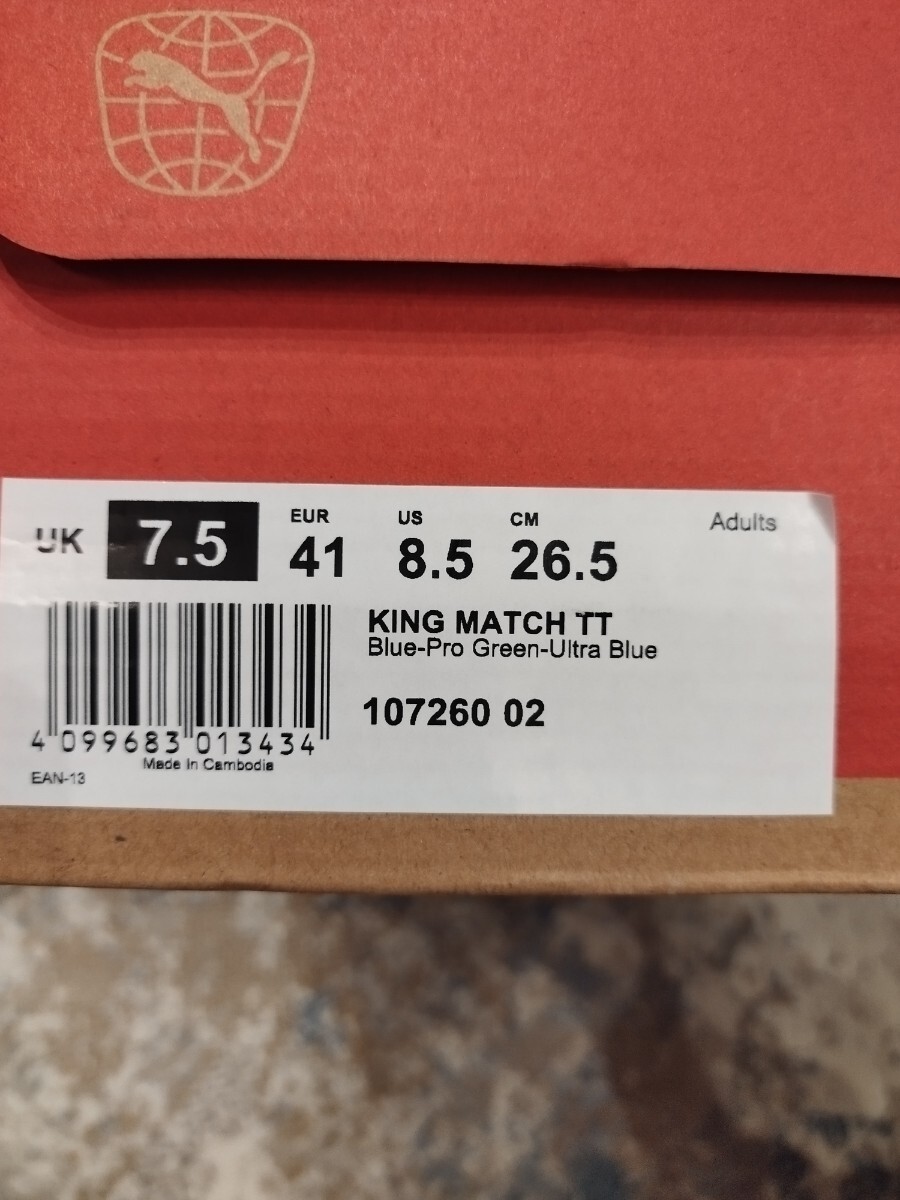 UK 7.5 EUR 41 US 8.5 CM 26.5 Adults
KING MATCH TT
Blue-Pro Green-Ultra Blue
107260 02
4 099683 013434
Made in Cambodia
EAN-13